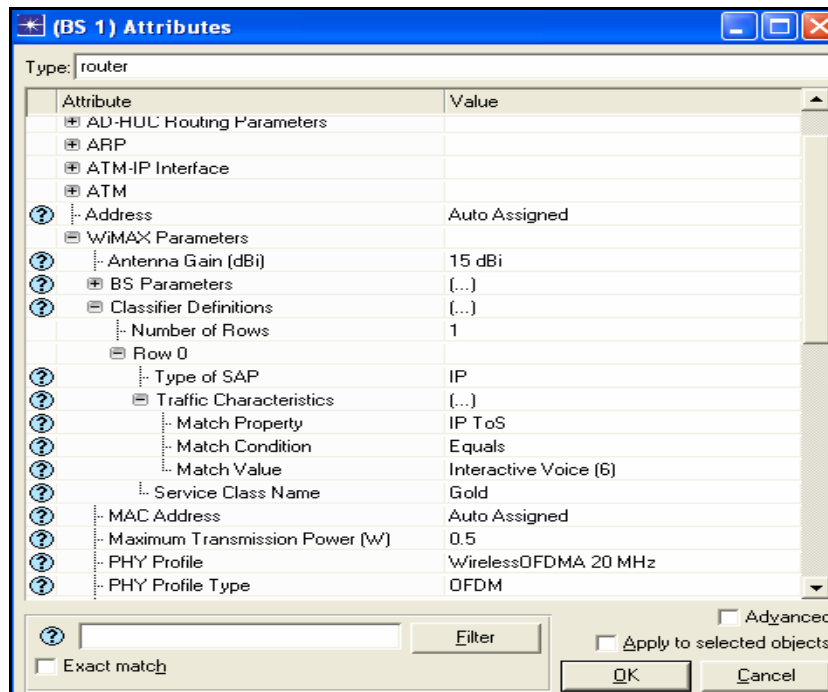 (BS 1) Attributes
Type: router
Attribute Value
AD-HOC Routing Parameters
ARP
ATM-IP Interface
ATM
Address Auto Assigned
WiMAX Parameters
Antenna Gain (dBi) 15 dBi
BS Parameters (...)
Classifier Definitions (...)
Number of Rows 1
Row 0
Type of SAP IP
Traffic Characteristics (...)
Match Property IP ToS
Match Condition Equals
Match Value Interactive Voice (6)
Service Class Name Gold
MAC Address Auto Assigned
Maximum Transmission Power (W) 0.5
PHY Profile WirelessOFDMA 20 MHz
PHY Profile Type OFDM
Advanced
Filter
Apply to selected objects
Exact match
OK Cancel